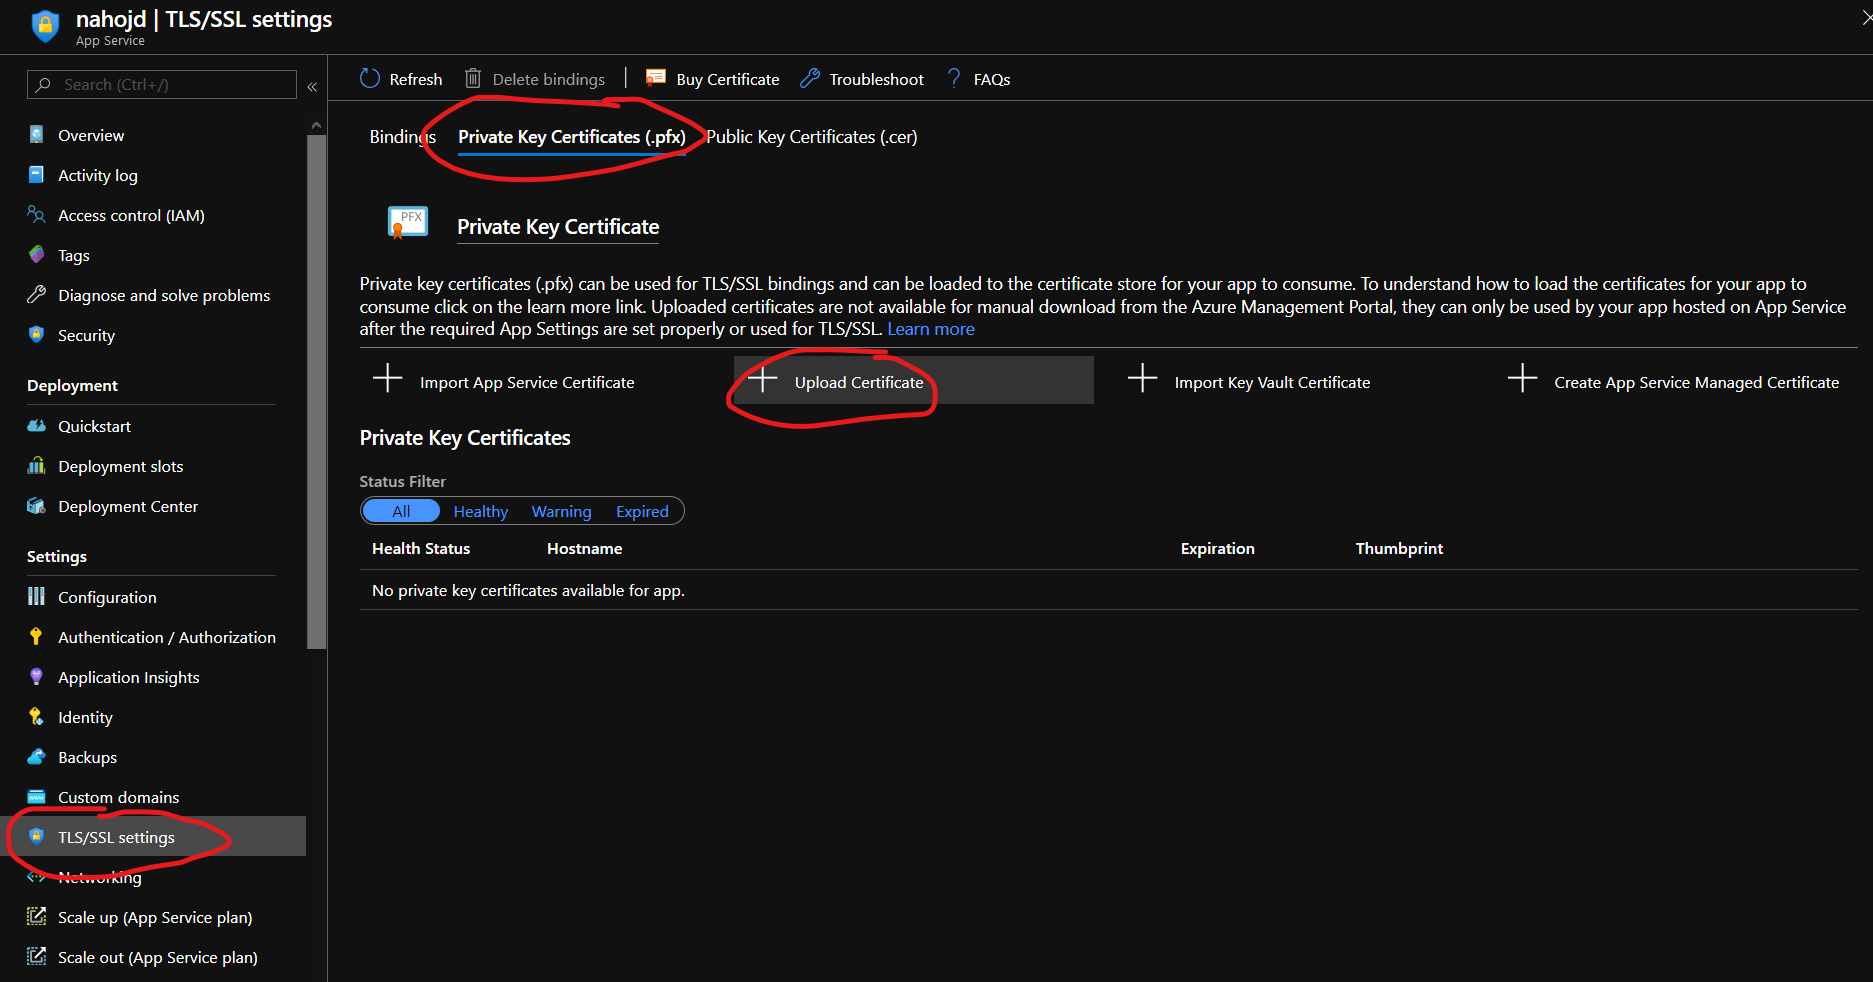 nahojd | TLS/SSL settings
App Service
Search (Ctrl+/)
«
Overview
Activity log
Access control (IAM)
Tags
Diagnose and solve problems
Security
Deployment
Quickstart
Deployment slots
Deployment Center
Settings
Configuration
Authentication / Authorization
Application Insights
Identity
Backups
Custom domains
TLS/SSL settings
Networking
Scale up (App Service plan)
Scale out (App Service plan)
Refresh
Delete bindings
Buy Certificate
Troubleshoot
? FAQs
Bindings
Private Key Certificates (.pfx)
Public Key Certificates (.cer)
PFX
Private Key Certificate
Private key certificates (.pfx) can be used for TLS/SSL bindings and can be loaded to the certificate store for your app to consume. To understand how to load the certificates for your app to
consume click on the learn more link. Uploaded certificates are not available for manual download from the Azure Management Portal, they can only be used by your app hosted on App Service
after the required App Settings are set properly or used for TLS/SSL. Learn more
Import App Service Certificate
Upload Certificate
Import Key Vault Certificate
Create App Service Managed Certificate
Private Key Certificates
Status Filter
All Healthy Warning Expired
Health Status Hostname Expiration Thumbprint
No private key certificates available for app.